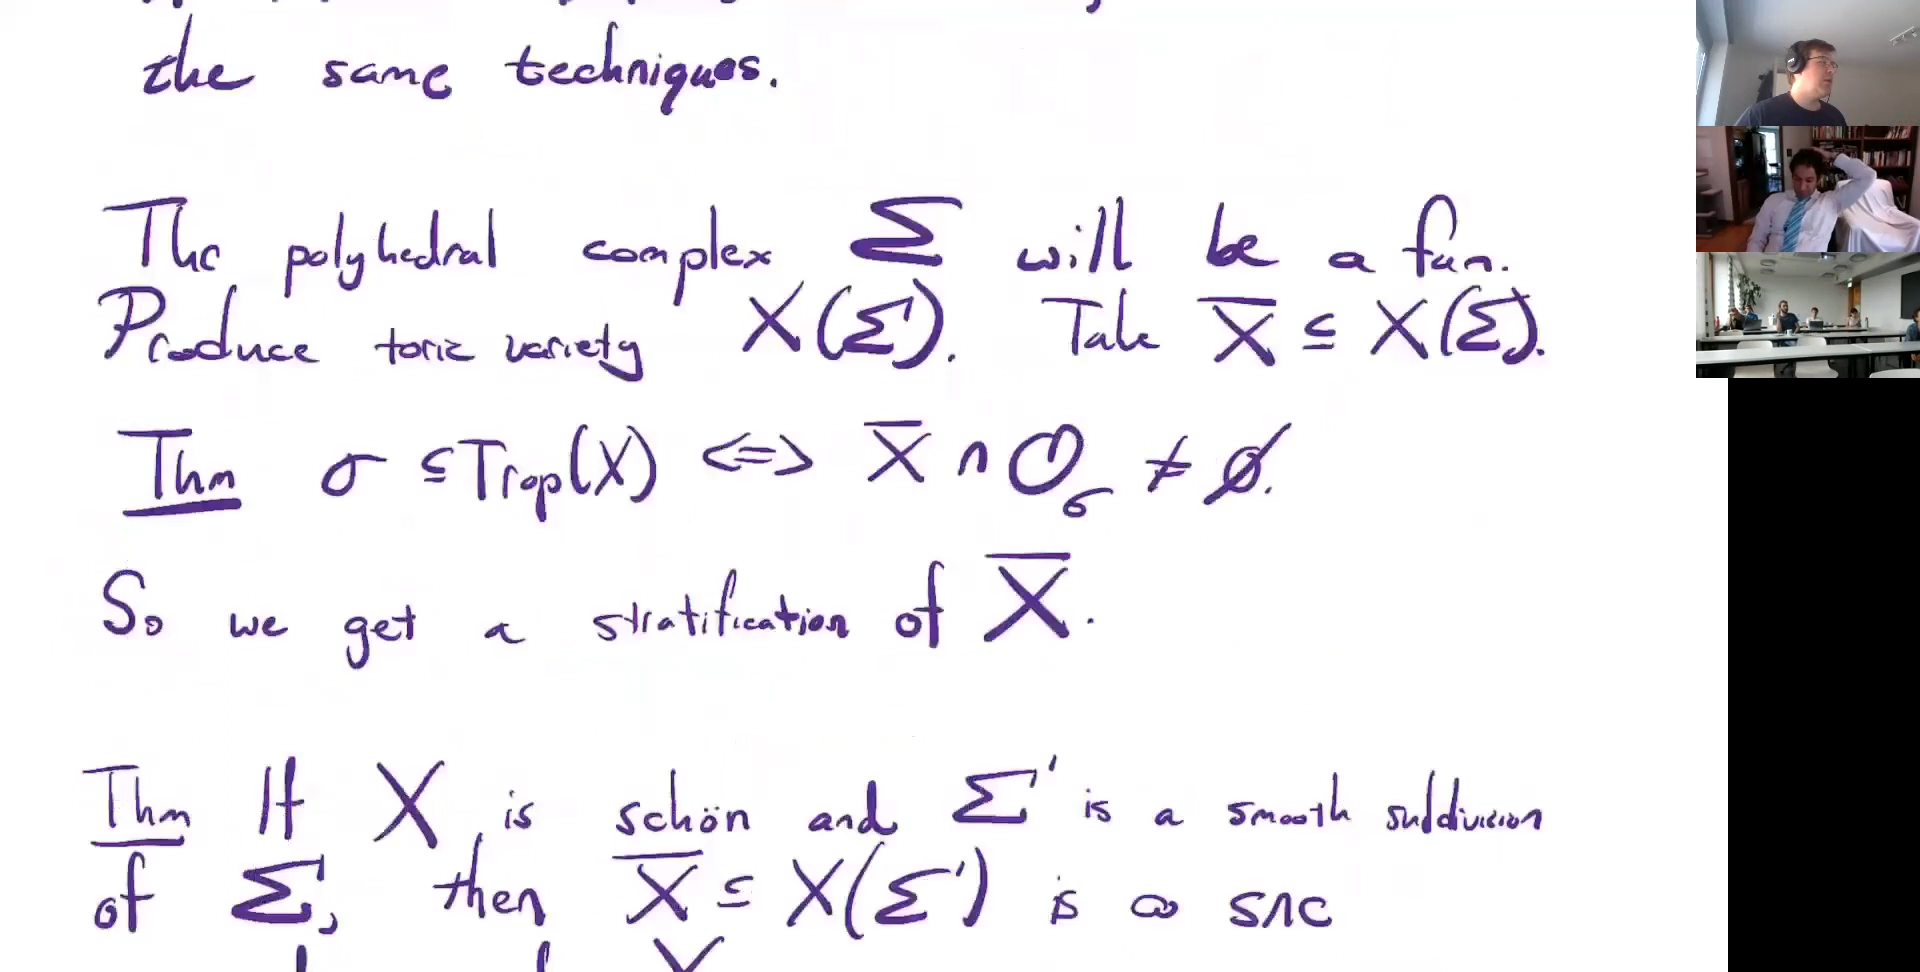 the same techniques.
The polyhedral complex Σ will be a fan.
Produce toric variety X(Σ). Take X̅ ⊆ X(Σ).
Thm σ ⊆ Trop(X) <=> X̅ ∩ O_σ ≠ ∅.
So we get a stratification of X̅.
Thm If X is schön and Σ' is a smooth subdivision
of Σ, then X̅ ⊆ X(Σ') is a snc